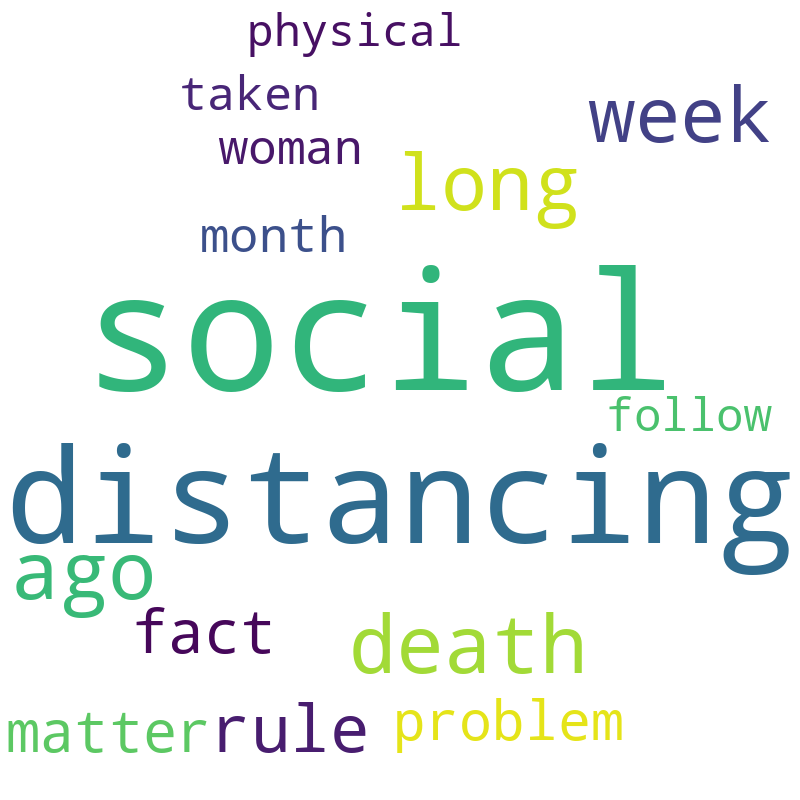 physical
taken
week
woman
long
month
social
follow
distancing
ago
fact
death
matter rule problem